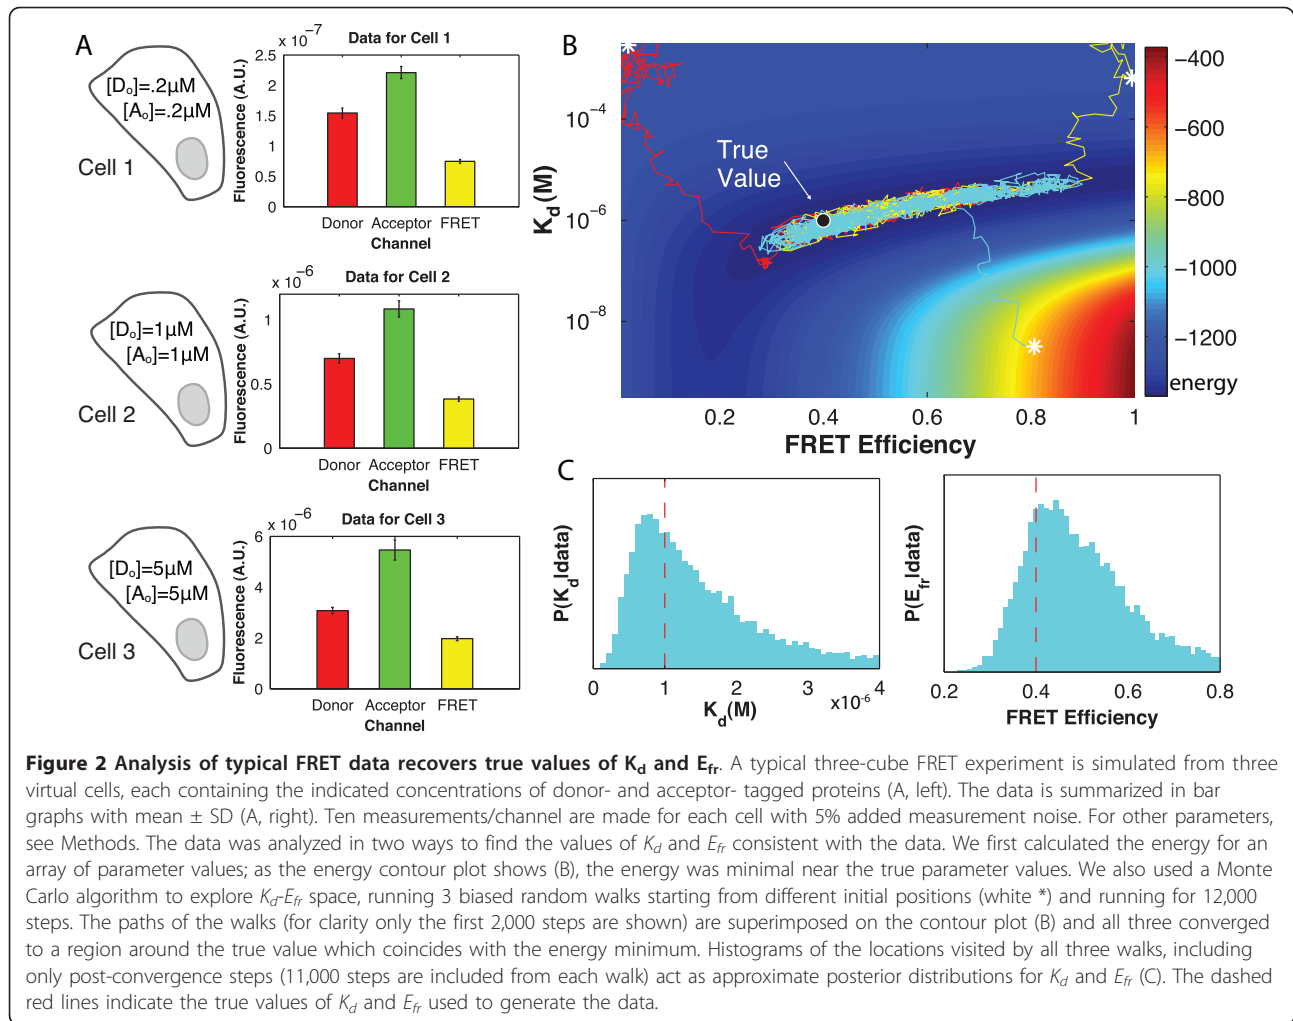 A
[Do]=.2µM
[Ao]=.2µM
Cell 1
x 10-7
Data for Cell 1
Fluorescence (A.U.)
2.5
2
1.5
1
0.5
0
Donor Acceptor FRET
Channel
[Do]=1µM
[Ao]=1µM
Cell 2
x 10-6
Data for Cell 2
Fluorescence (A.U.)
1
0.5
0
Donor Acceptor FRET
Channel
[Do]=5µM
[Ao]=5µM
Cell 3
x 10-6
Data for Cell 3
Fluorescence (A.U.)
6
4
2
0
Donor Acceptor FRET
Channel
B
Kd(M)
10-4
10-6
10-8
True
Value
0.2 0.4 0.6 0.8 1
FRET Efficiency
-400
-600
-800
-1000
-1200
energy
C
P(Kd|data)
0 1 2 3 4
x10-6
Kd(M)
P(Efr|data)
0.2 0.4 0.6 0.8
FRET Efficiency
Figure 2 Analysis of typical FRET data recovers true values of Kd and Efr. A typical three-cube FRET experiment is simulated from three
virtual cells, each containing the indicated concentrations of donor- and acceptor- tagged proteins (A, left). The data is summarized in bar
graphs with mean ± SD (A, right). Ten measurements/channel are made for each cell with 5% added measurement noise. For other parameters,
see Methods. The data was analyzed in two ways to find the values of Kd and Efr consistent with the data. We first calculated the energy for an
array of parameter values; as the energy contour plot shows (B), the energy was minimal near the true parameter values. We also used a Monte
Carlo algorithm to explore Kd-Efr space, running 3 biased random walks starting from different initial positions (white *) and running for 12,000
steps. The paths of the walks (for clarity only the first 2,000 steps are shown) are superimposed on the contour plot (B) and all three converged
to a region around the true value which coincides with the energy minimum. Histograms of the locations visited by all three walks, including
only post-convergence steps (11,000 steps are included from each walk) act as approximate posterior distributions for Kd and Efr (C). The dashed
red lines indicate the true values of Kd and Efr used to generate the data.